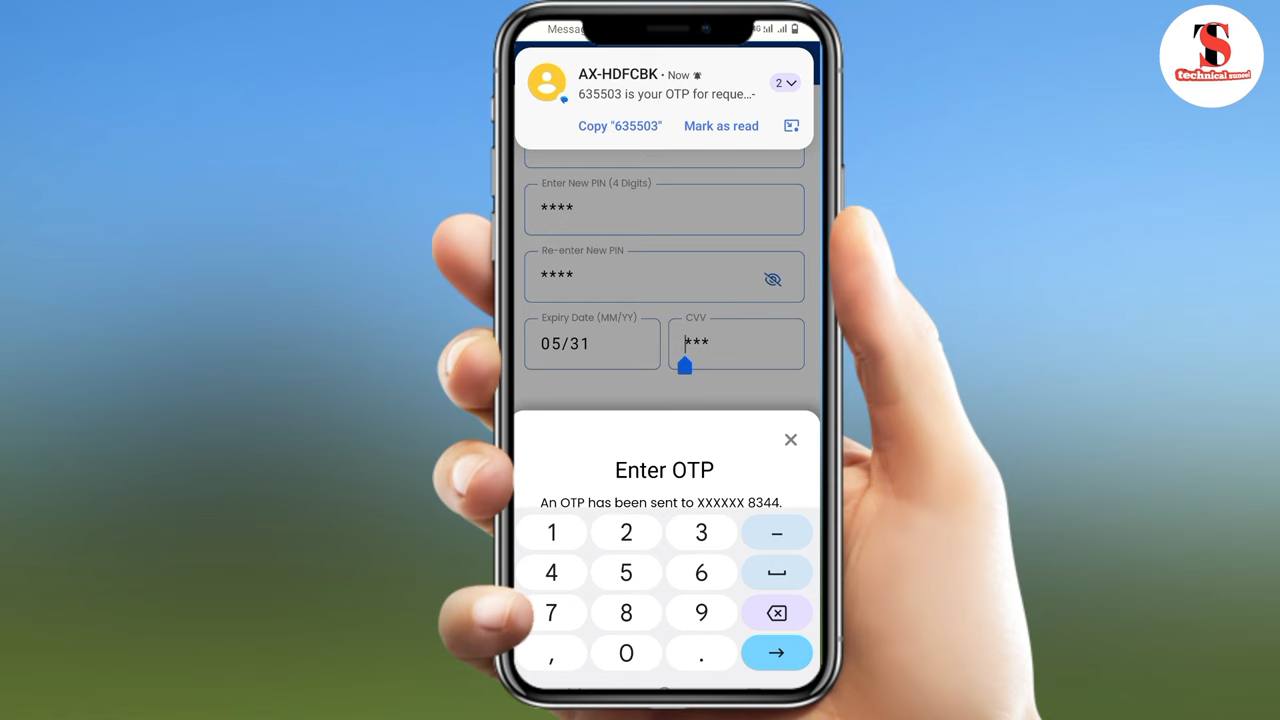 Messag
4G
AX-HDFCBK • Now
2
635503 is your OTP for reque...-
Copy "635503"
Mark as read
Enter New PIN (4 Digits)
****
Re-enter New PIN
****
Expiry Date (MM/YY)
CVV
05/31
***
Enter OTP
An OTP has been sent to XXXXXX 8344.
1 2 3 –
4 5 6
7 8 9
, 0 . →
TS
technical suneel